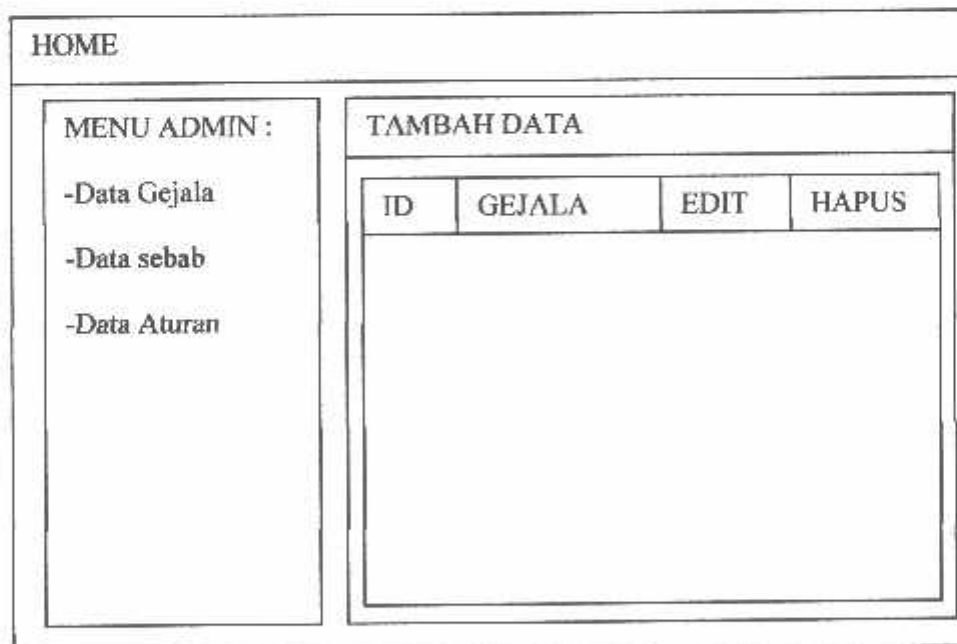 HOME
MENU ADMIN :
-Data Gejala
-Data sebab
-Data Aturan
TAMBAH DATA
ID GEJALA EDIT HAPUS